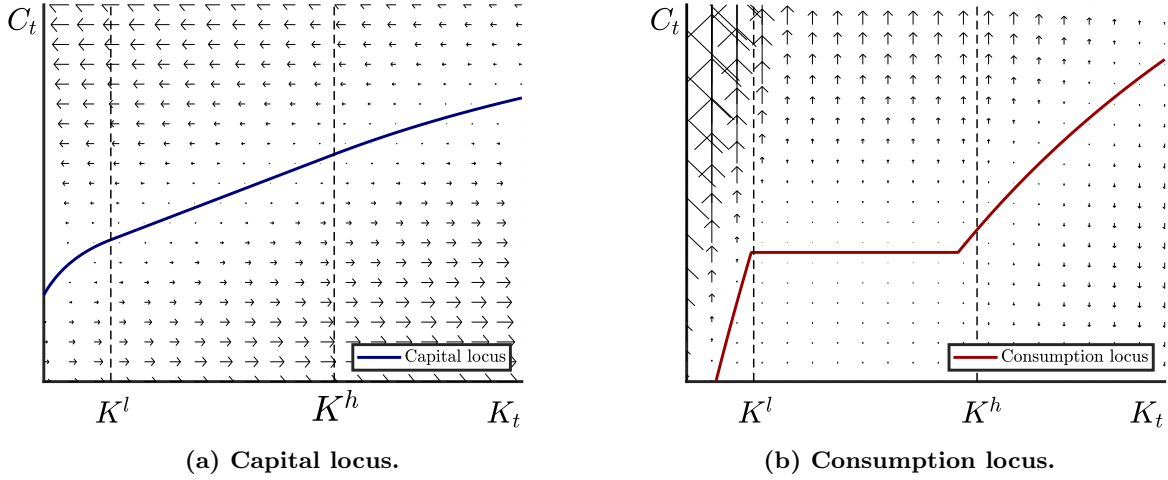 C_t
Capital locus
K^l
K^h
K_t
(a) Capital locus.
C_t
Consumption locus
K^l
K^h
K_t
(b) Consumption locus.